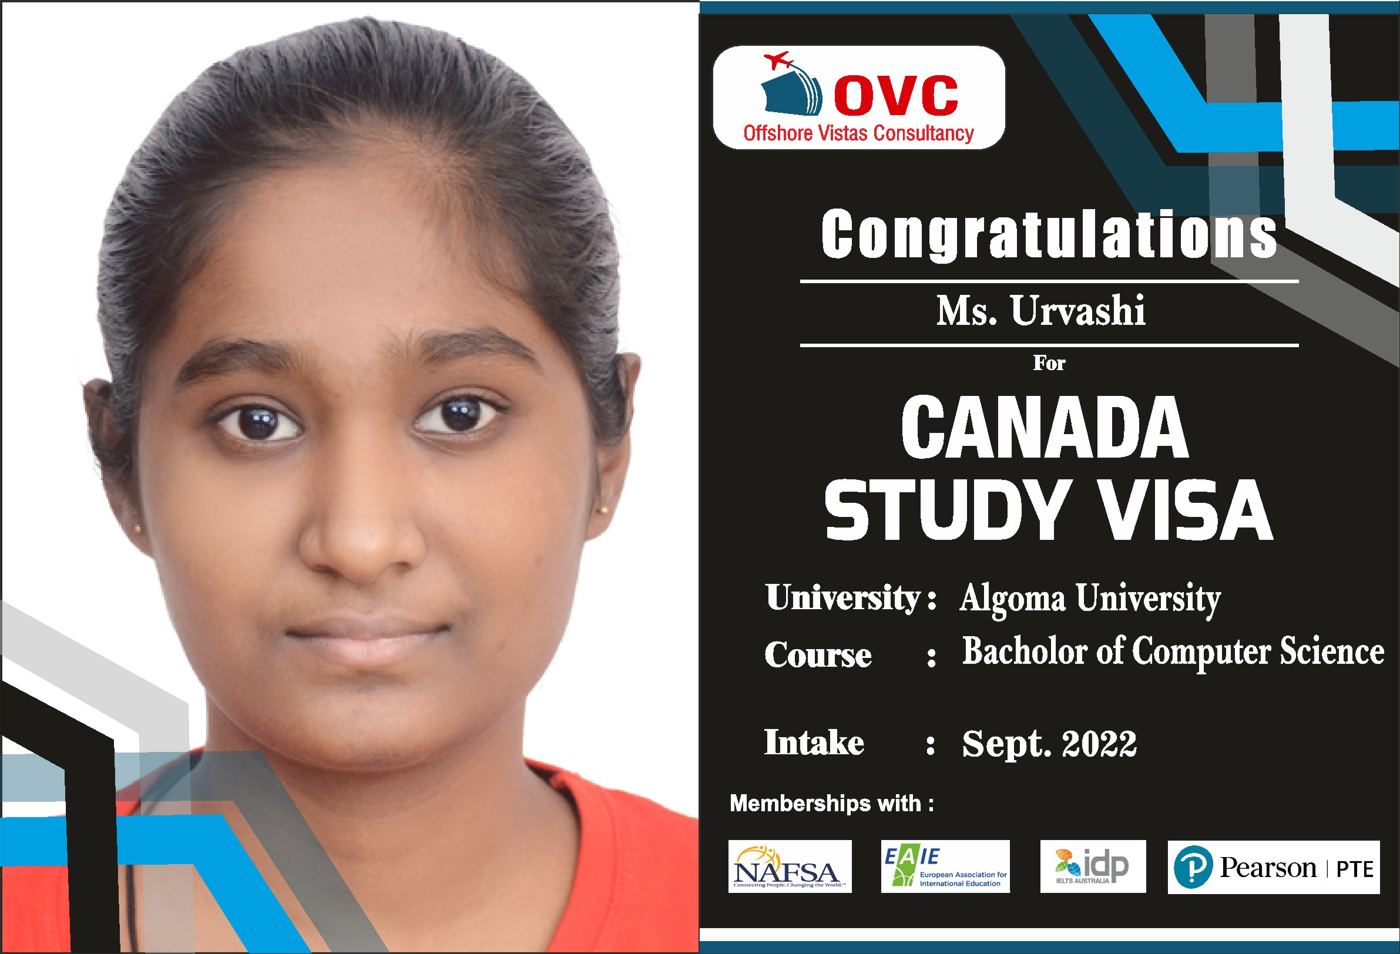 OVC
Offshore Vistas Consultancy
Congratulations
Ms. Urvashi
For
CANADA
STUDY VISA
University : Algoma University
Course : Bacholor of Computer Science
Intake : Sept. 2022
Memberships with :
NAFSA
Connecting People. Changing the World.™
EAIE
European Association for
International Education
idp
IELTS AUSTRALIA
Pearson | PTE